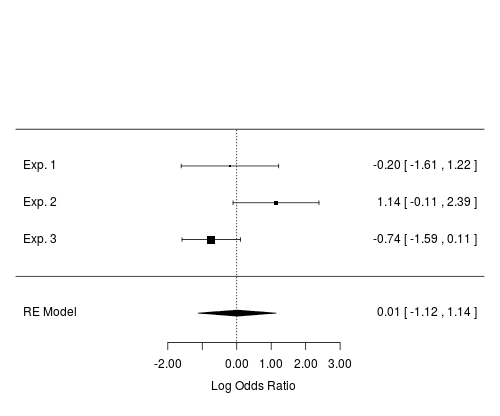 Exp. 1 -0.20 [ -1.61 , 1.22 ]
Exp. 2 1.14 [ -0.11 , 2.39 ]
Exp. 3 -0.74 [ -1.59 , 0.11 ]
RE Model 0.01 [ -1.12 , 1.14 ]
-2.00 0.00 1.00 2.00 3.00
Log Odds Ratio